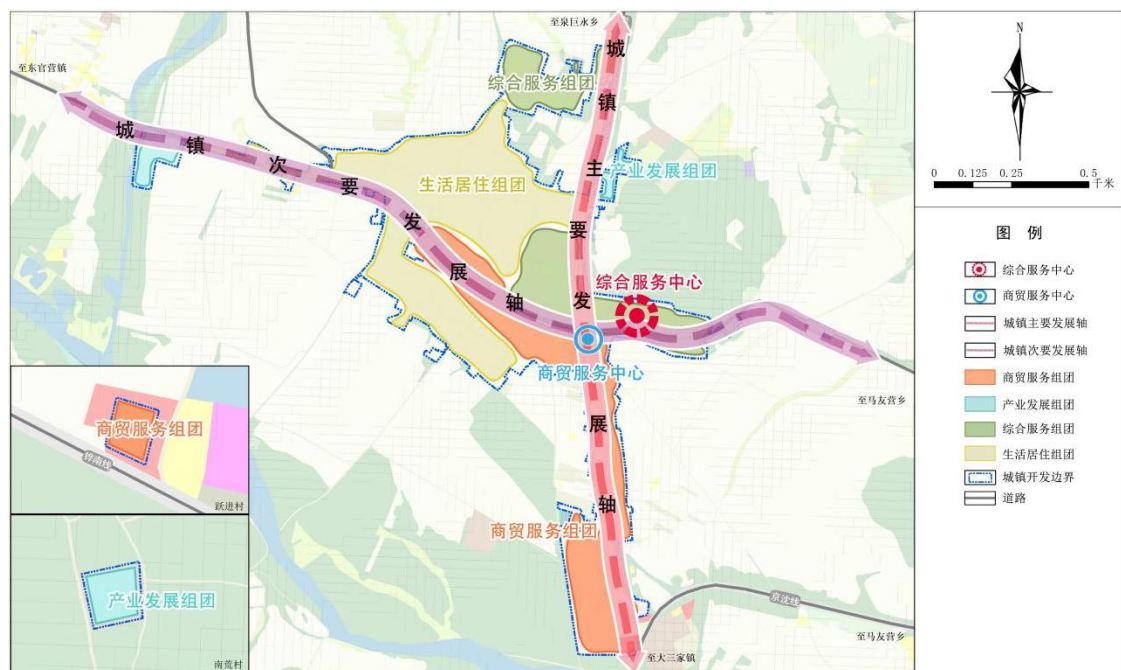 至泉巨永乡
至东官营镇
综合服务组团
城镇主要发展轴
城镇次要发展轴
产业发展组团
生活居住组团
综合服务中心
商贸服务中心
至马友营乡
商贸服务组团
京沈线
至马友营乡
至大三家镇
商贸服务组团
跃进村
产业发展组团
南荒村
N
0 0.125 0.25 0.5
千米
图 例
综合服务中心
商贸服务中心
城镇主要发展轴
城镇次要发展轴
商贸服务组团
产业发展组团
综合服务组团
生活居住组团
城镇开发边界
道路